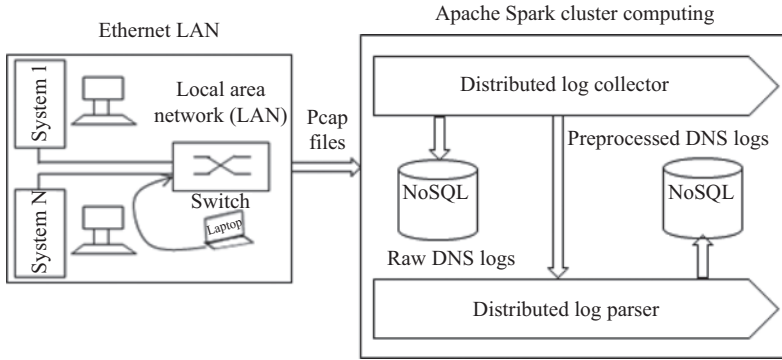 Ethernet LAN
Apache Spark cluster computing
System 1
Local area
network (LAN)
Switch
Laptop
System N
Pcap
files
Distributed log collector
Preprocessed DNS logs
NoSQL
Raw DNS logs
NoSQL
Distributed log parser